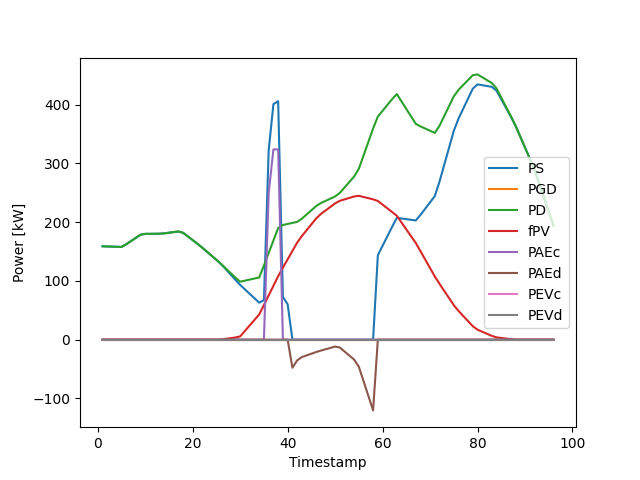 400
300
200
100
0
−100
Power [kW]
0
20
40
60
80
100
Timestamp
PS
PGD
PD
fPV
PAEc
PAEd
PEVc
PEVd